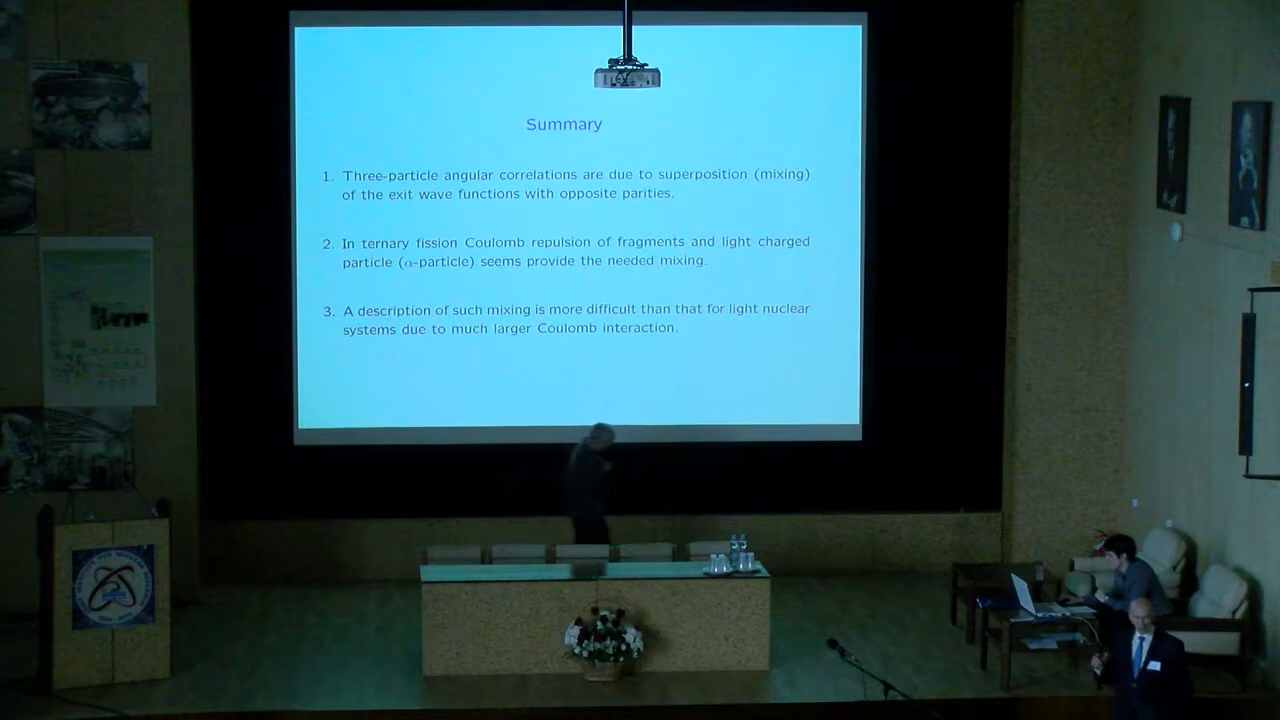 Summary
1. Three-particle angular correlations are due to superposition (mixing)
of the exit wave functions with opposite parities.
2. In ternary fission Coulomb repulsion of fragments and light charged
particle (α-particle) seems provide the needed mixing.
3. A description of such mixing is more difficult than that for light nuclear
systems due to much larger Coulomb interaction.